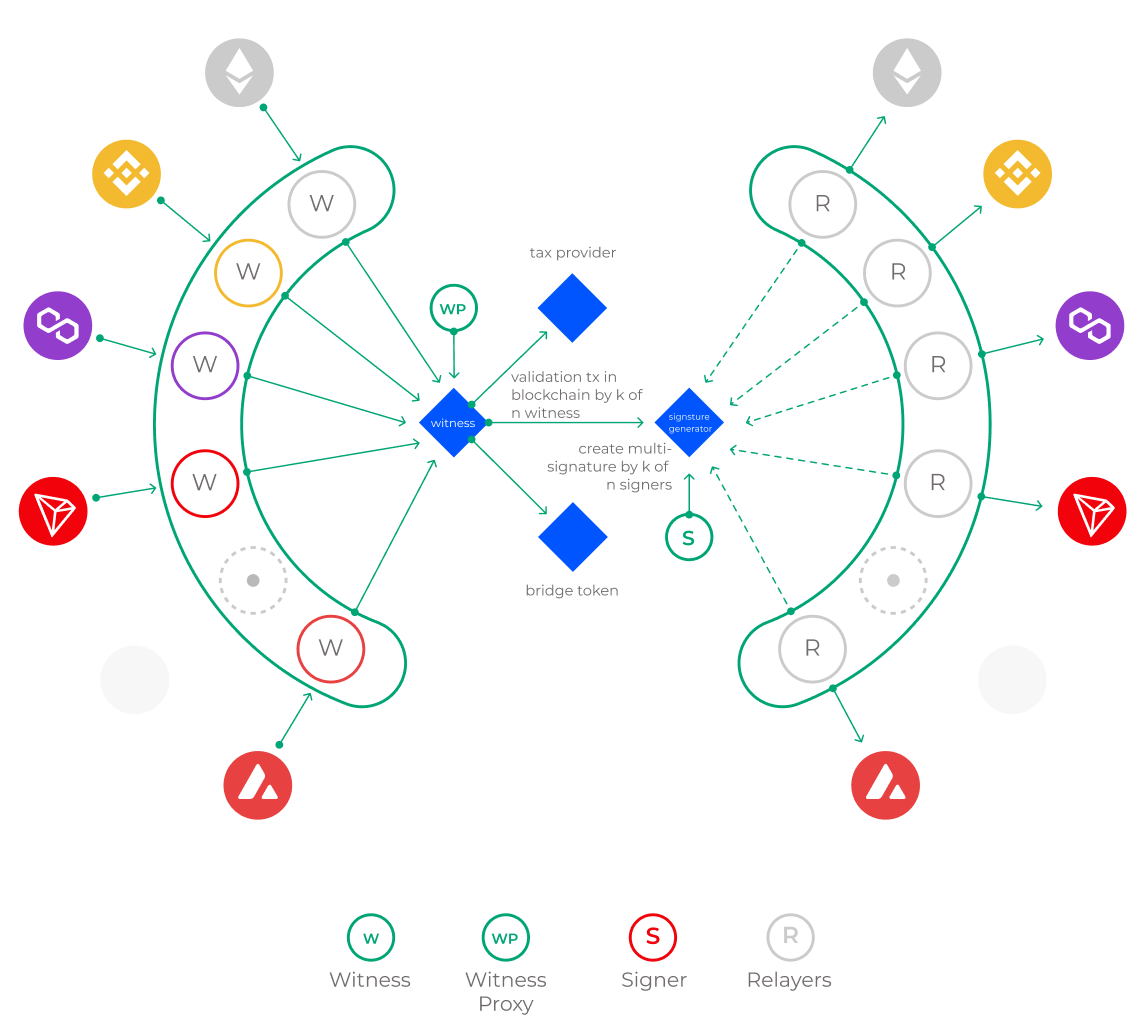 W
R
W
R
tax provider
WP
W
R
validation tx in
blockchain by k of
n witness
witness
signsture
generator
create multi-
signature by k of
n signers
W
R
S
bridge token
W
R
W
WP
S
R
Witness
Witness
Proxy
Signer
Relayers